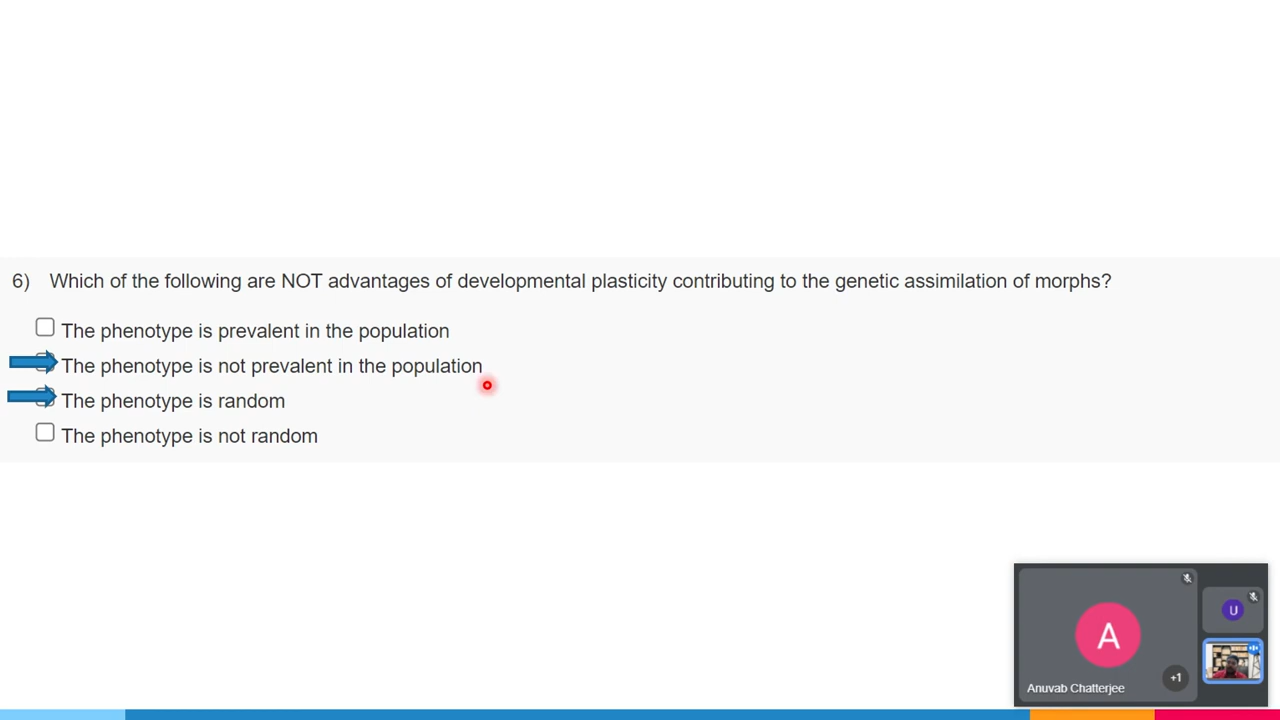 6) Which of the following are NOT advantages of developmental plasticity contributing to the genetic assimilation of morphs?
The phenotype is prevalent in the population
The phenotype is not prevalent in the population
The phenotype is random
The phenotype is not random
A
U
+1
Anuvab Chatterjee